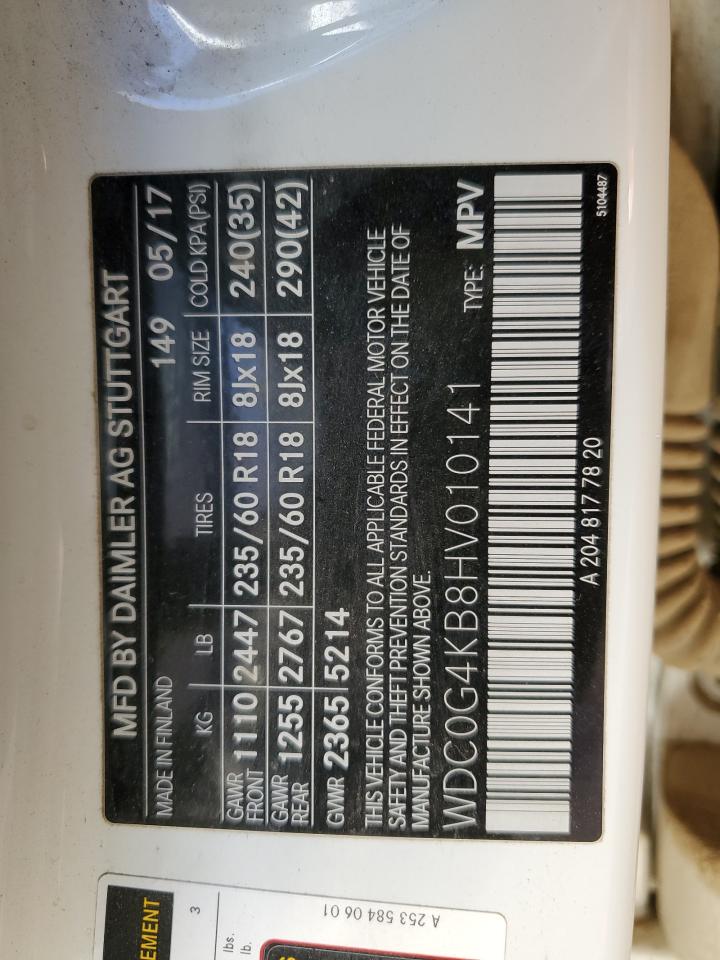 MFD BY DAIMLER AG STUTTGART
MADE IN FINLAND 149 05/17
KG LB TIRES RIM SIZE COLD KPA(PSI)
GAWR FRONT 1110 2447 235/60 R18 8Jx18 240(35)
GAWR REAR 1255 2767 235/60 R18 8Jx18 290(42)
GVWR 2365 5214
THIS VEHICLE CONFORMS TO ALL APPLICABLE FEDERAL MOTOR VEHICLE
SAFETY AND THEFT PREVENTION STANDARDS IN EFFECT ON THE DATE OF
MANUFACTURE SHOWN ABOVE.
WDC0G4KB8HV010141 TYPE: MPV
A 204 817 78 20
5104487
EMENT
3
lbs.
lb.
A 253 584 06 01